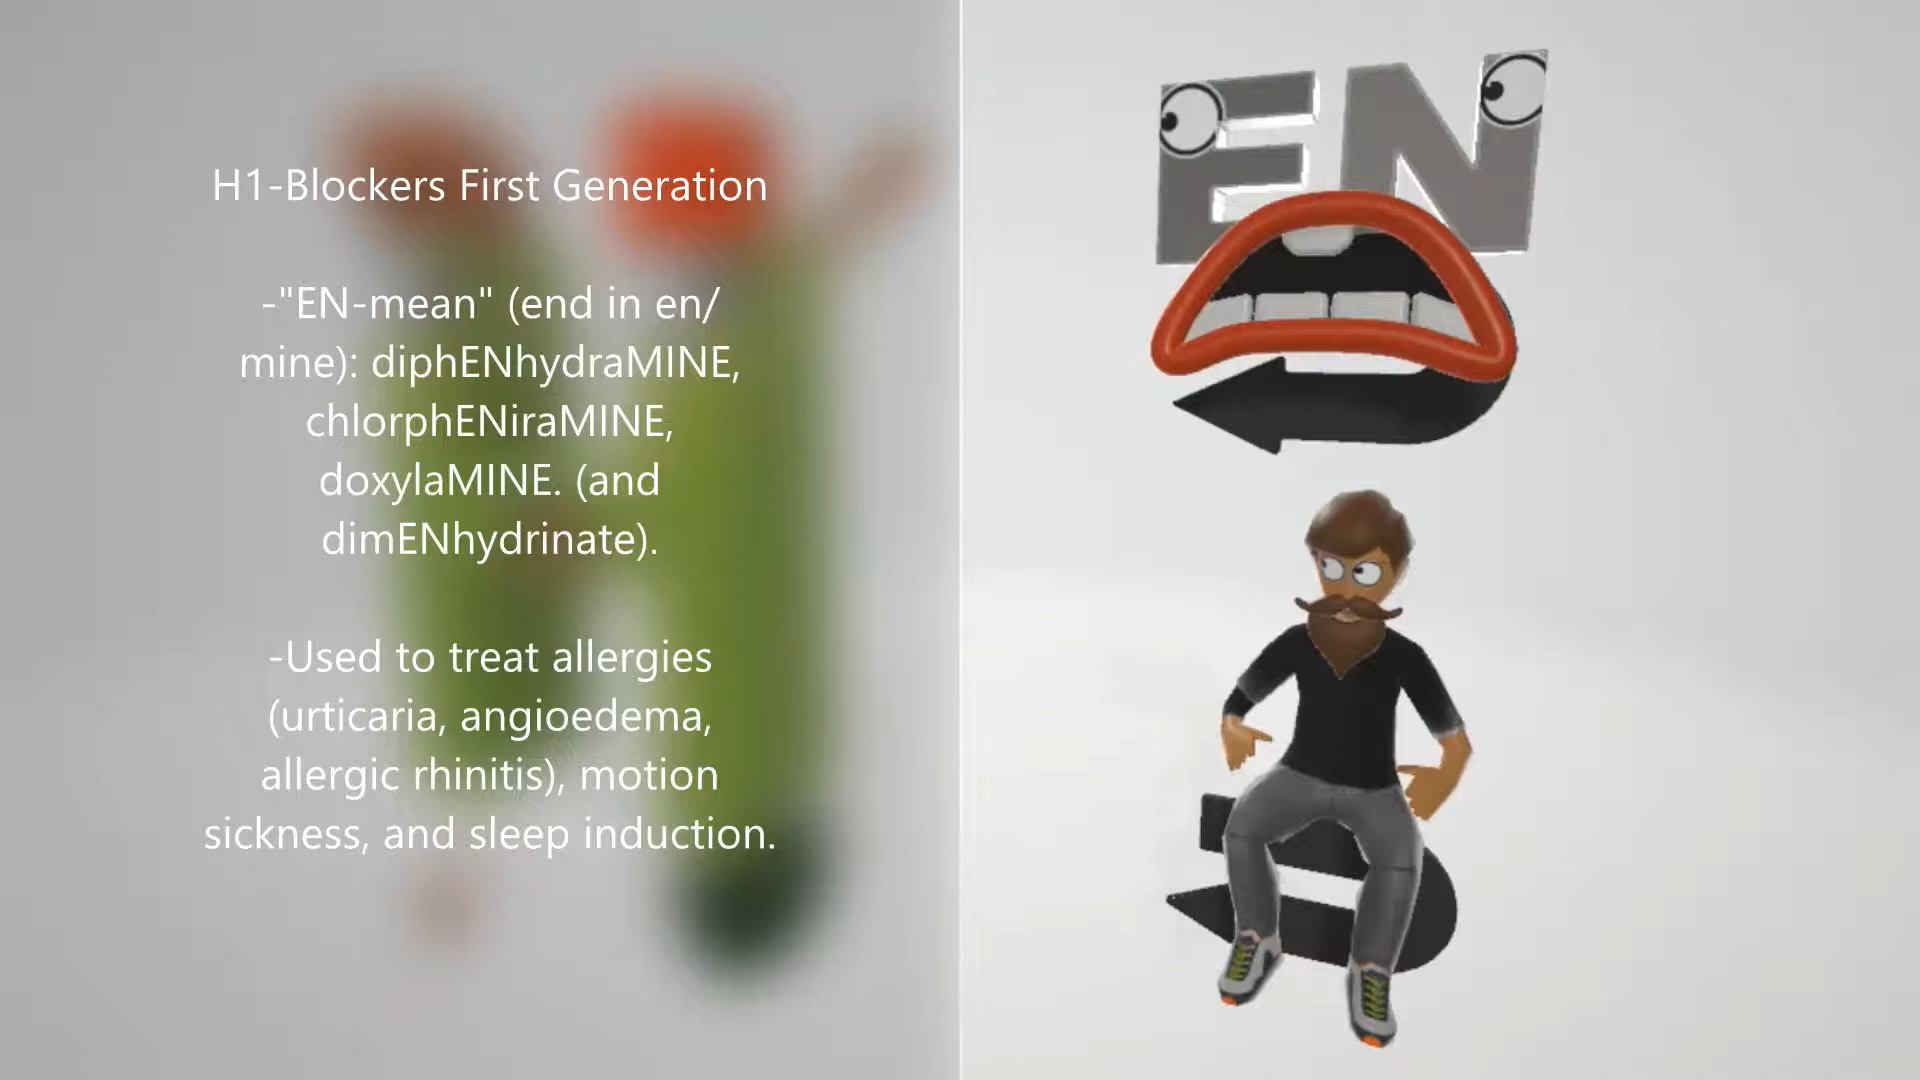 H1-Blockers First Generation
-"EN-mean" (end in en/
mine): diphENhydraMINE,
chlorphENiraMINE,
doxylaMINE. (and
dimENhydrinate).
-Used to treat allergies
(urticaria, angioedema,
allergic rhinitis), motion
sickness, and sleep induction.
EN